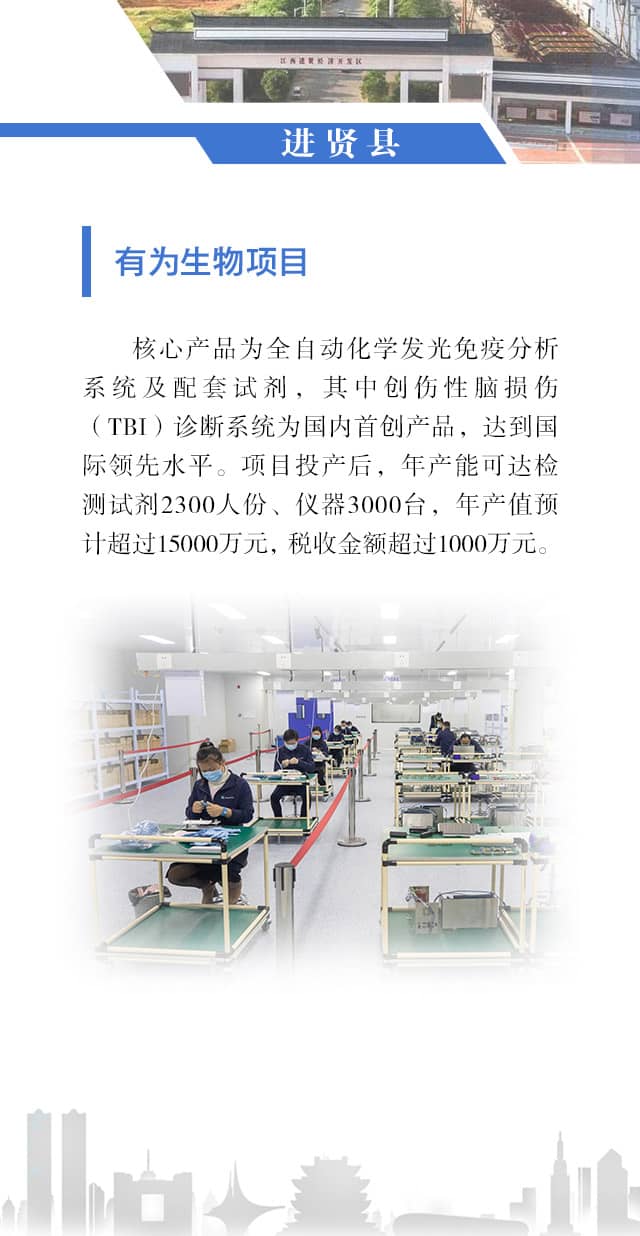 江西进贤经济开发区
进贤县
有为生物项目
核心产品为全自动化学发光免疫分析
系统及配套试剂，其中创伤性脑损伤
（TBI）诊断系统为国内首创产品，达到国
际领先水平。项目投产后，年产能可达检
测试剂2300人份、仪器3000台，年产值预
计超过15000万元，税收金额超过1000万元。